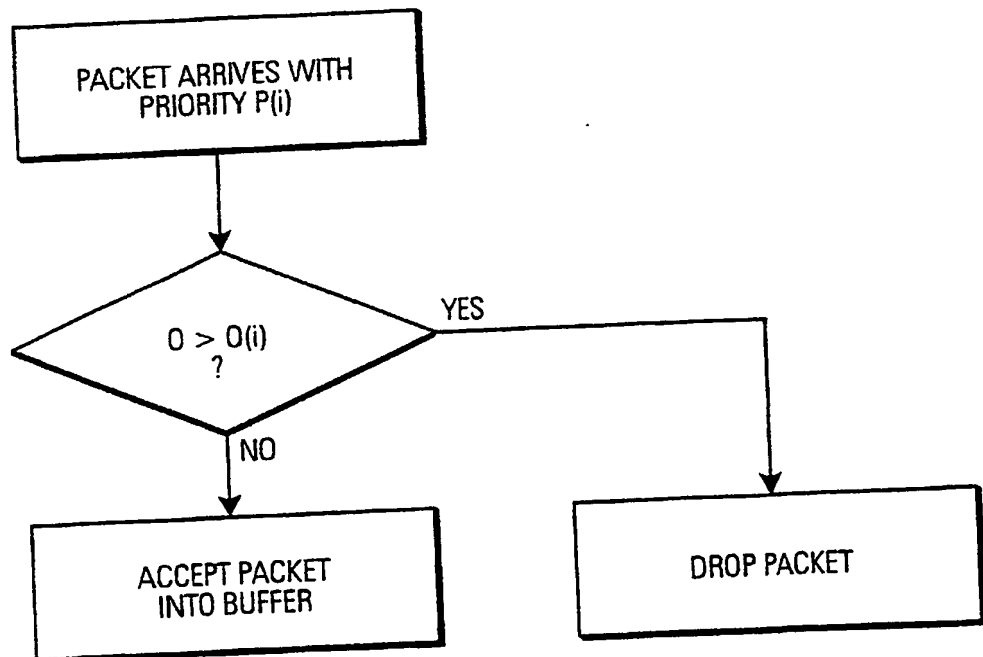 PACKET ARRIVES WITH
PRIORITY P(i)
O > O(i)
?
YES
NO
ACCEPT PACKET
INTO BUFFER
DROP PACKET